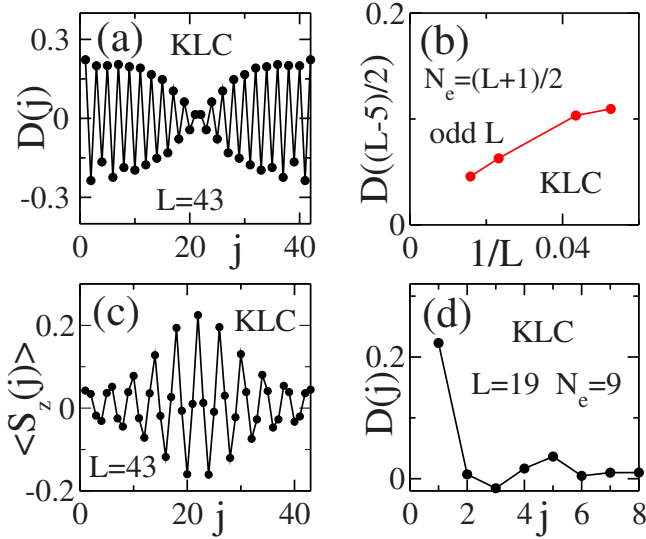 (a)
KLC
0.3
0
-0.3
D(j)
L=43
0
20
40
j
(b)
N_e=(L+1)/2
odd L
KLC
0.2
0
D((L-5)/2)
0
0.04
1/L
(c)
KLC
0.2
0
-0.2
<S_z(j)>
L=43
0
20
40
(d)
KLC
L=19 N_e=9
0.2
0
D(j)
0
2
4
6
8
j